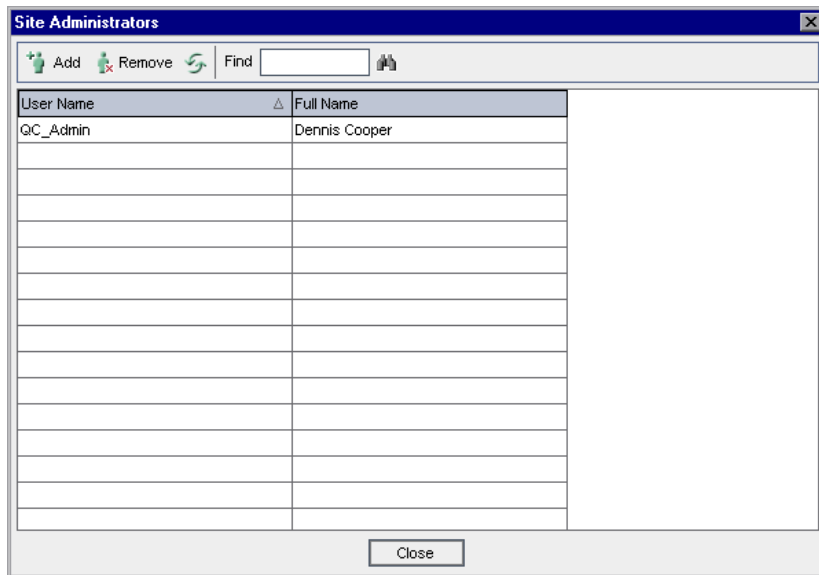 Site Administrators
Add Remove Find
User Name Full Name
QC_Admin Dennis Cooper
Close